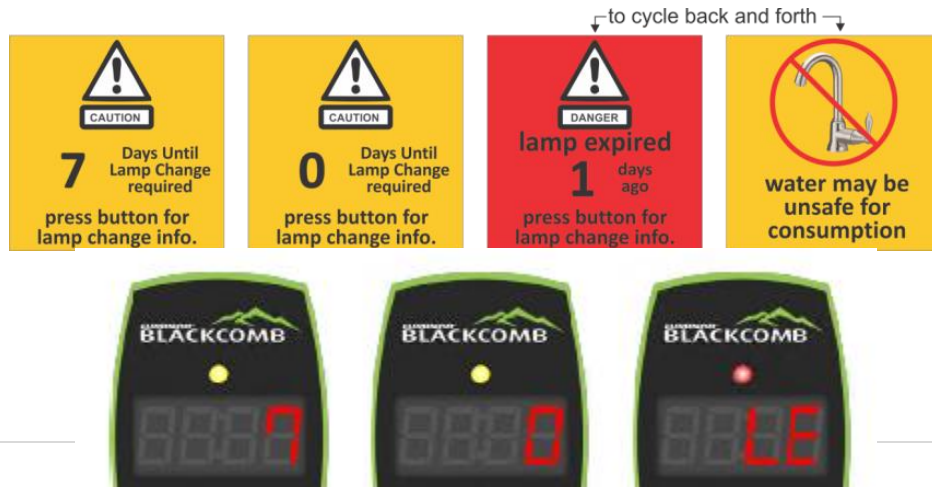 to cycle back and forth
CAUTION
7
Days Until
Lamp Change
required
press button for
lamp change info.
CAUTION
0
Days Until
Lamp Change
required
press button for
lamp change info.
DANGER
lamp expired
1
days
ago
press button for
lamp change info.
water may be
unsafe for
consumption
BLACKCOMB
7
BLACKCOMB
0
BLACKCOMB
LE